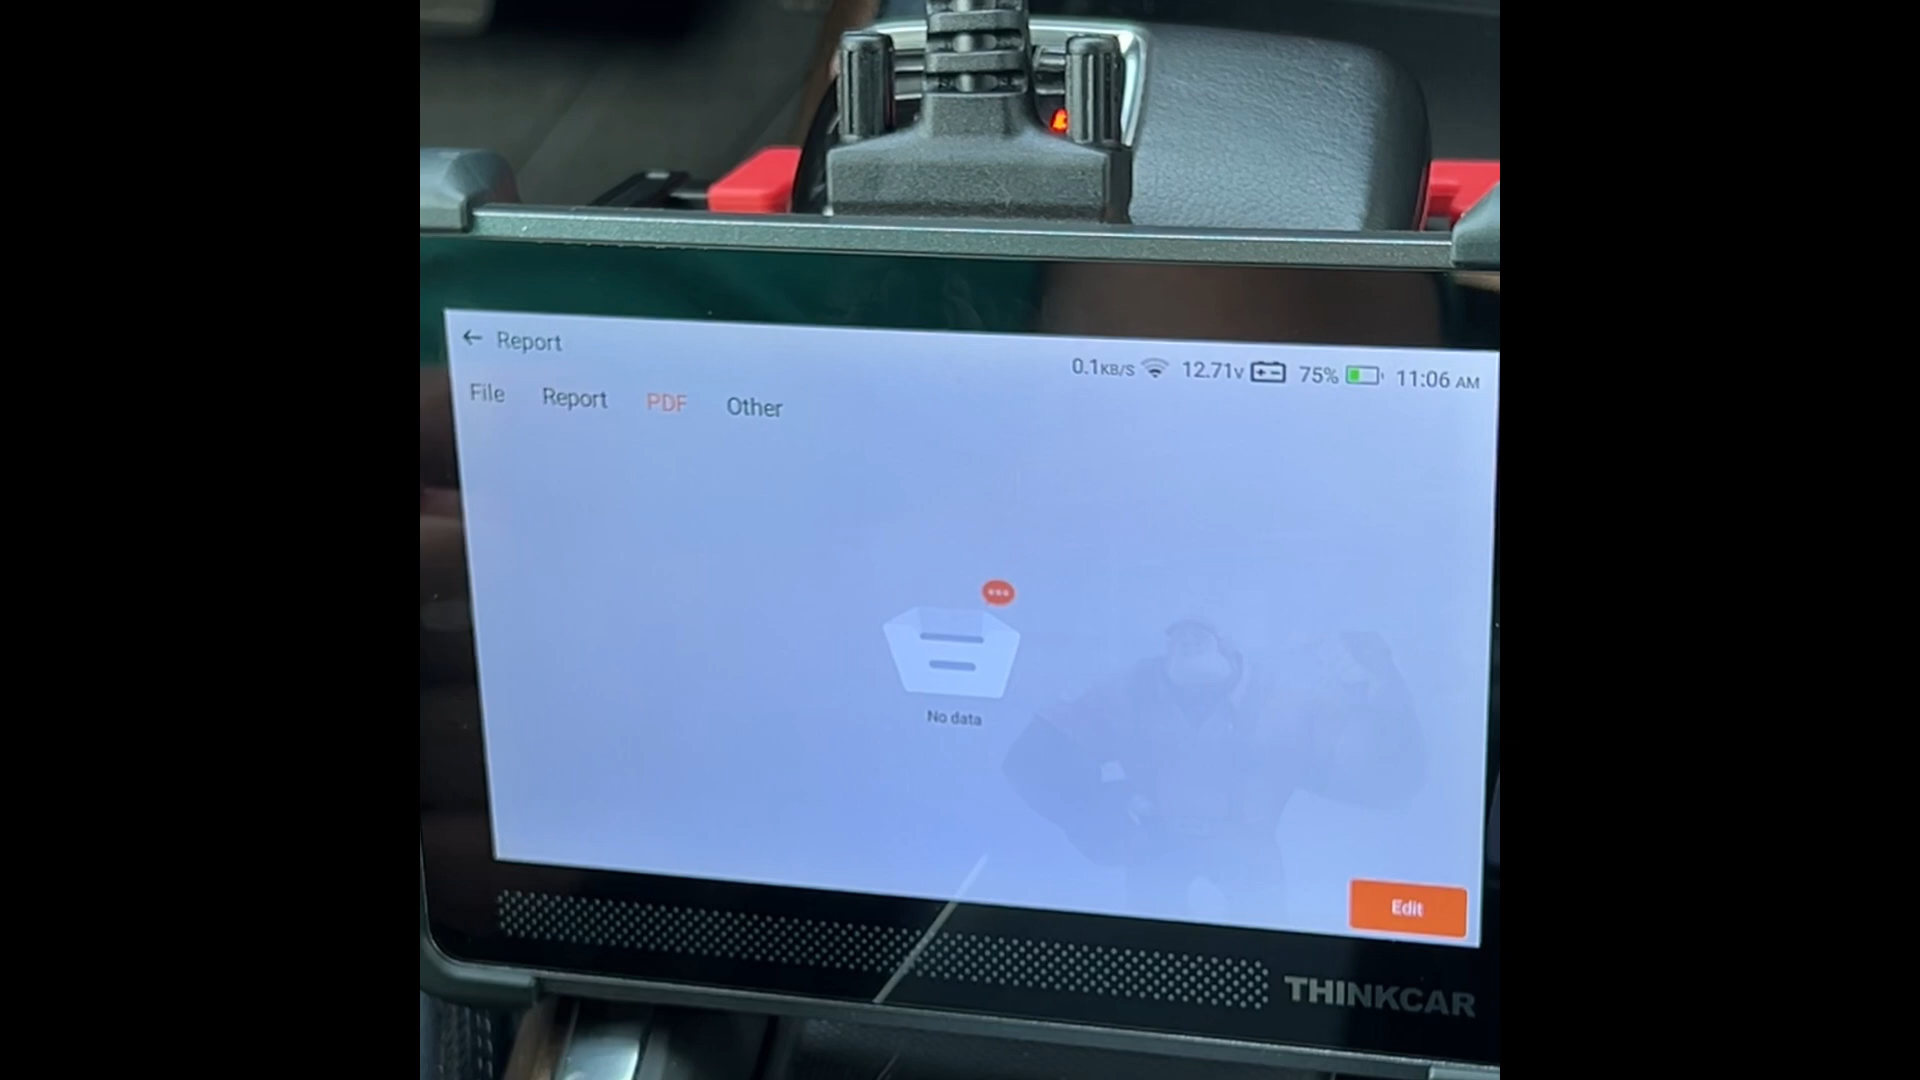 ← Report
0.1KB/S 12.71v 75% 11:06 AM
File Report PDF Other
No data
Edit
THINKCAR